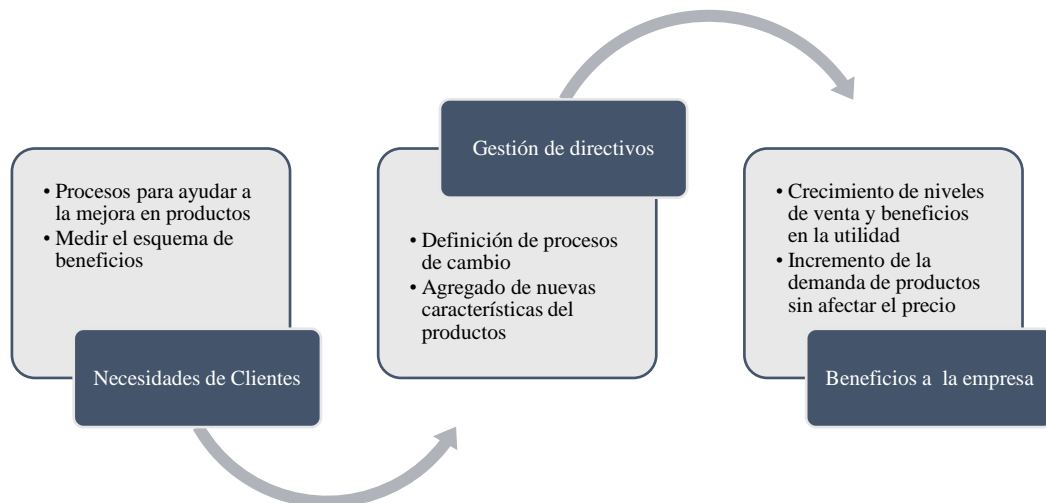 • Procesos para ayudar a
la mejora en productos
• Medir el esquema de
beneficios
Necesidades de Clientes
Gestión de directivos
• Definición de procesos
de cambio
• Agregado de nuevas
características del
productos
• Crecimiento de niveles
de venta y beneficios
en la utilidad
• Incremento de la
demanda de productos
sin afectar el precio
Beneficios a  la empresa